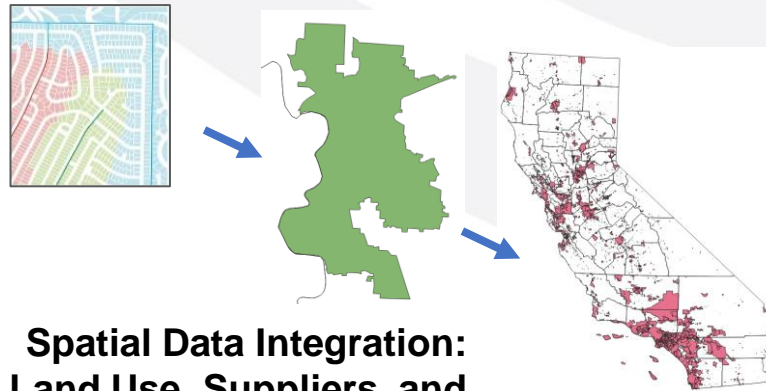 Spatial Data Integration:
Land Use, Suppliers, and